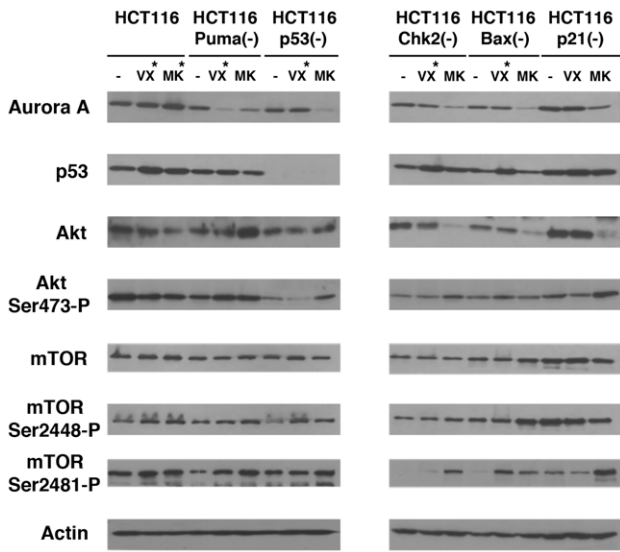 HCT116 HCT116 HCT116 HCT116 HCT116 HCT116
Puma(-) p53(-) Chk2(-) Bax(-) p21(-)
* * * * * *
- VX MK - VX MK - VX MK - VX MK - VX MK - VX MK
Aurora A
p53
Akt
Akt
Ser473-P
mTOR
mTOR
Ser2448-P
mTOR
Ser2481-P
Actin